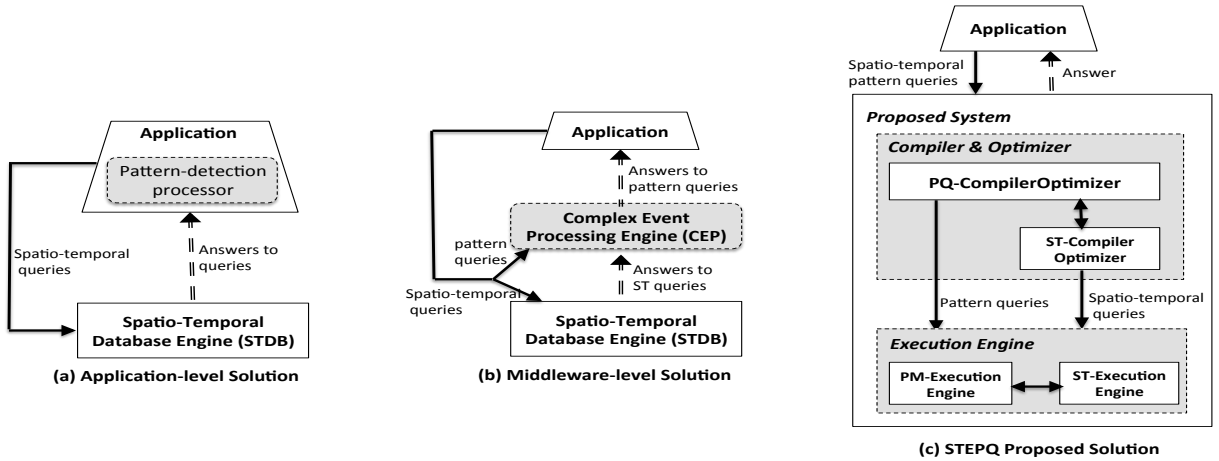 Application
Pattern-detection
processor
Spatio-temporal
queries
Answers to
queries
Spatio-Temporal
Database Engine (STDB)
(a) Application-level Solution
Application
Answers to
pattern queries
Complex Event
Processing Engine (CEP)
pattern
queries
Answers to
ST queries
Spatio-temporal
queries
Spatio-Temporal
Database Engine (STDB)
(b) Middleware-level Solution
Application
Spatio-temporal
pattern queries
Answer
Proposed System
Compiler & Optimizer
PQ-CompilerOptimizer
ST-Compiler
Optimizer
Pattern queries
Spatio-temporal
queries
Execution Engine
PM-Execution
Engine
ST-Execution
Engine
(c) STEPQ Proposed Solution